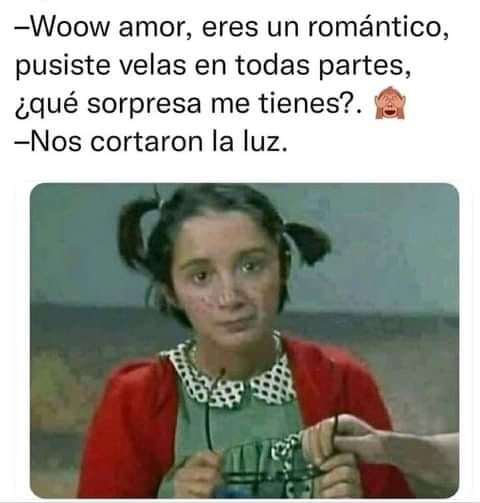 –Woow amor, eres un romántico,
pusiste velas en todas partes,
¿qué sorpresa me tienes?. 🙈
–Nos cortaron la luz.